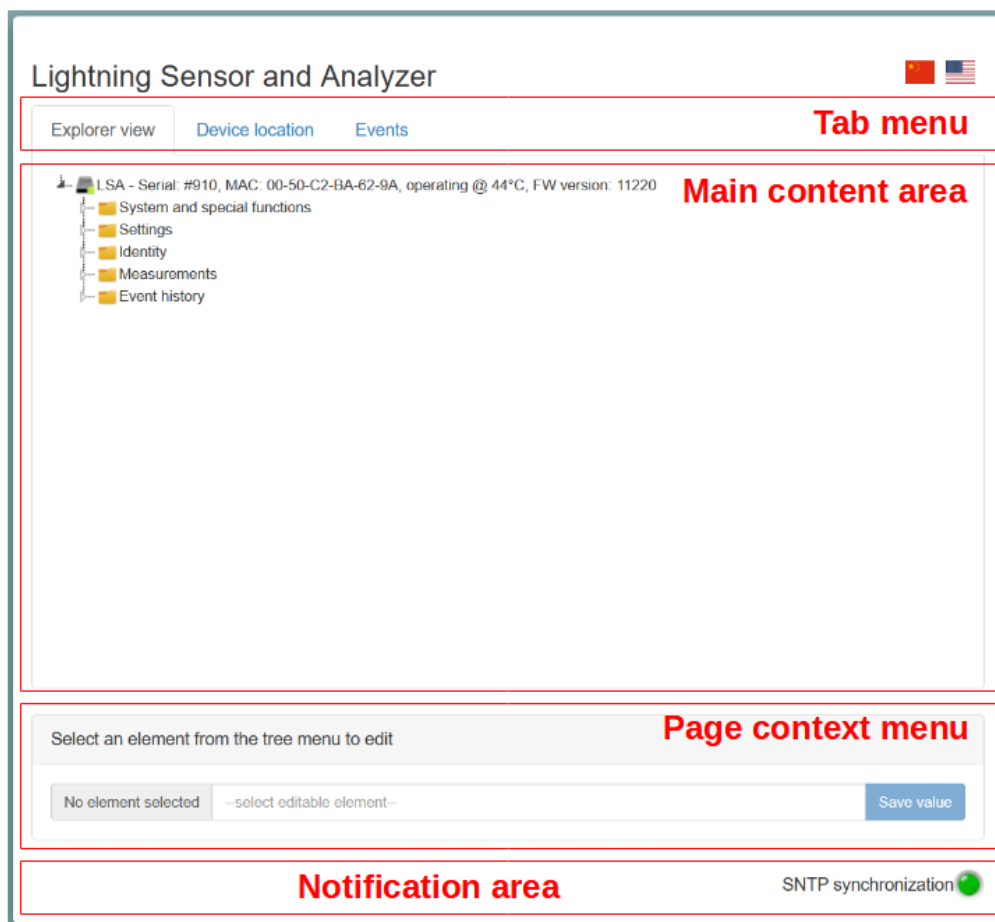 Lightning Sensor and Analyzer
Explorer view Device location Events Tab menu
LSA - Serial: #910, MAC: 00-50-C2-BA-62-9A, operating @ 44°C, FW version: 11220
Main content area
System and special functions
Settings
Identity
Measurements
Event history
Select an element from the tree menu to edit
Page context menu
No element selected --select editable element-- Save value
Notification area
SNTP synchronization